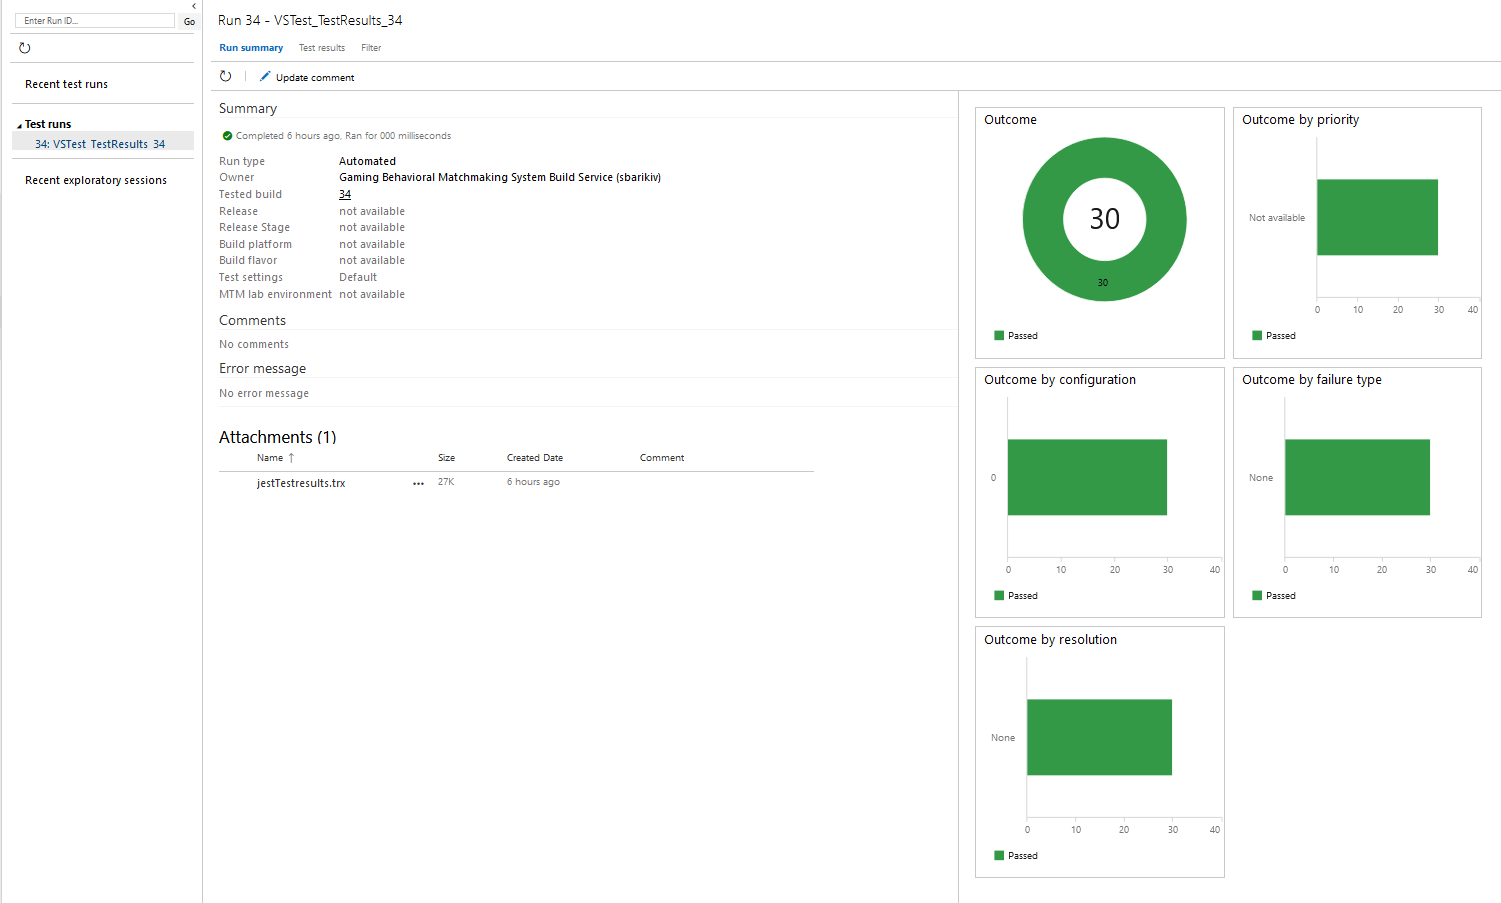 Enter Run ID...
Go
Recent test runs
Test runs
34: VSTest_TestResults_34
Recent exploratory sessions
Run 34 - VSTest_TestResults_34
Run summary
Test results
Filter
Update comment
Summary
Completed 6 hours ago, Ran for 000 milliseconds
Run type Automated
Owner Gaming Behavioral Matchmaking System Build Service (sbarikiv)
Tested build 34
Release not available
Release Stage not available
Build platform not available
Build flavor not available
Test settings Default
MTM lab environment not available
Comments
No comments
Error message
No error message
Attachments (1)
Name ↑ Size Created Date Comment
jestTestresults.trx ... 27K 6 hours ago
Outcome
30
30
Passed
Outcome by priority
Not available
0 10 20 30 40
Passed
Outcome by configuration
0
0 10 20 30 40
Passed
Outcome by failure type
None
0 10 20 30 40
Passed
Outcome by resolution
None
0 10 20 30 40
Passed